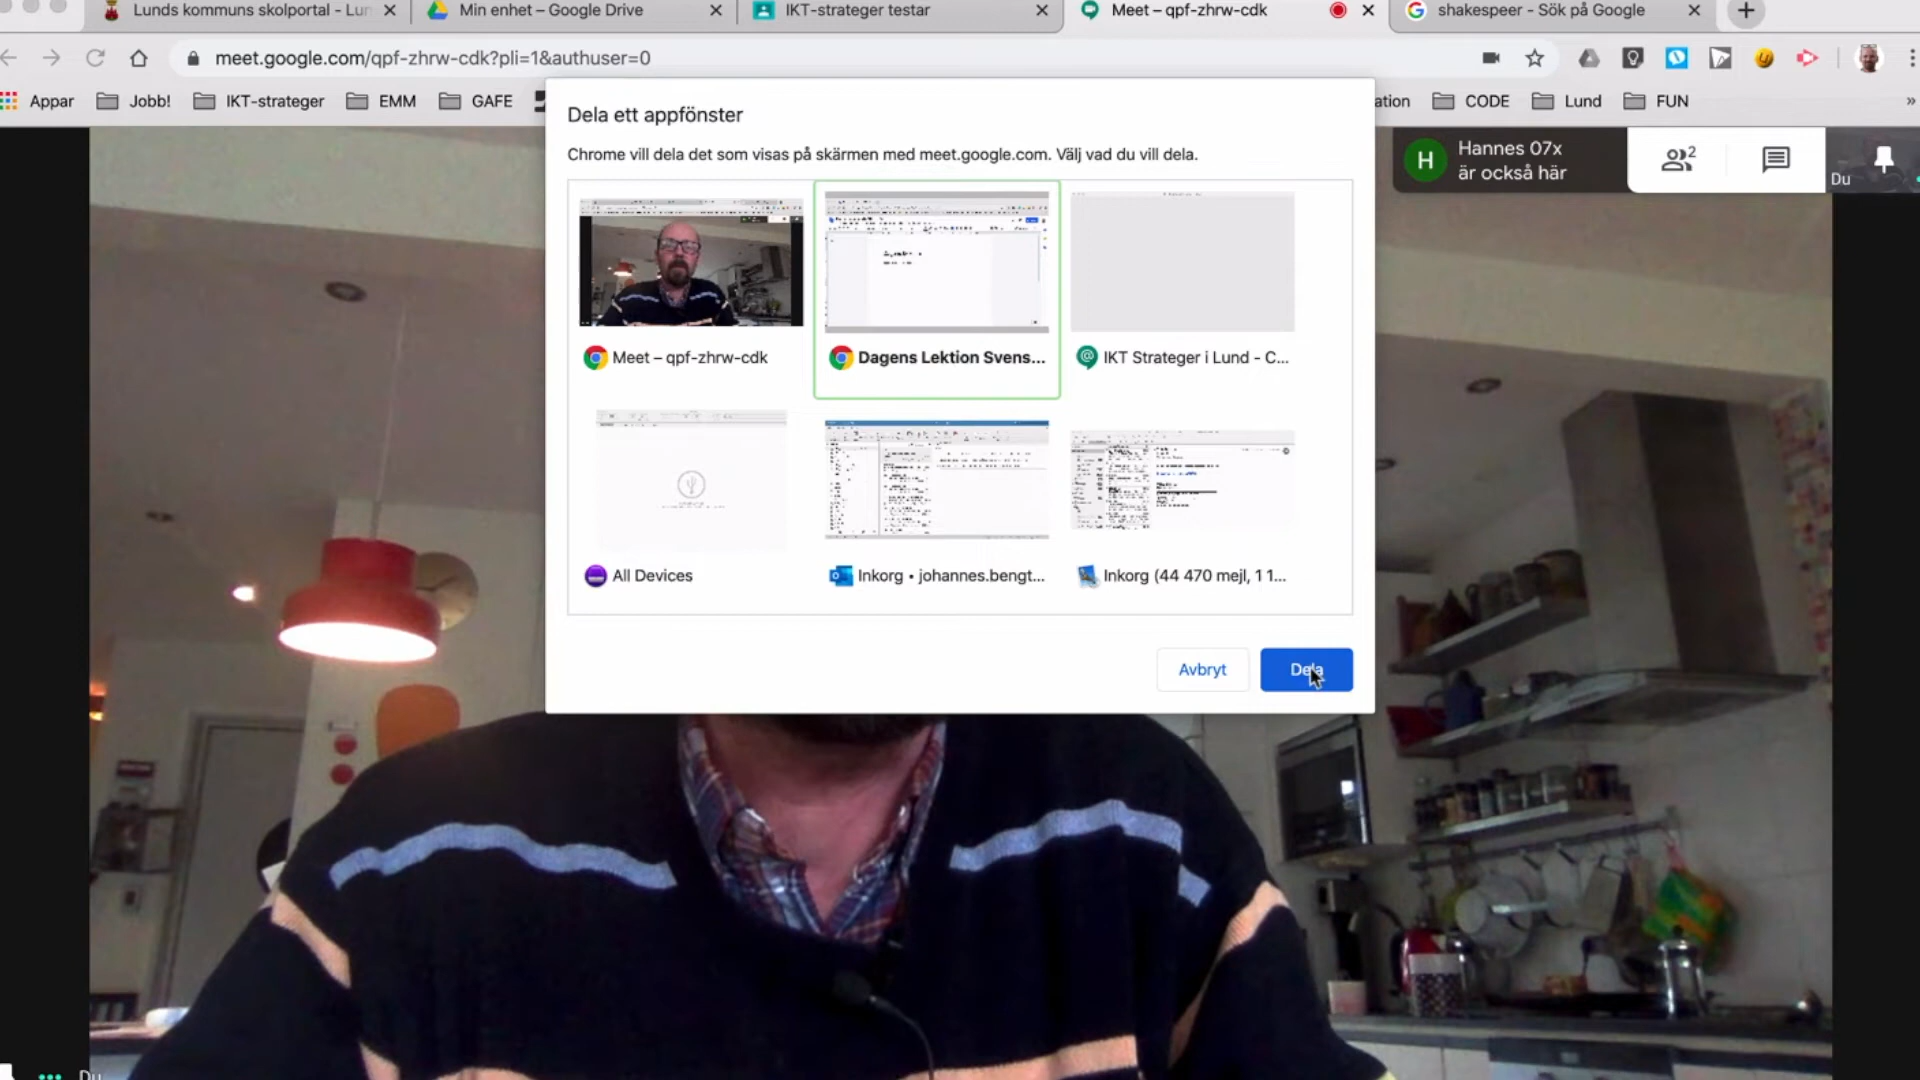 Lunds kommuns skolportal - Lun
Min enhet – Google Drive
IKT-strateger testar
Meet – qpf-zhrw-cdk
shakespeer - Sök på Google
meet.google.com/qpf-zhrw-cdk?pli=1&authuser=0
Appar
Jobb!
IKT-strateger
EMM
GAFE
ation
CODE
Lund
FUN
»
Dela ett appfönster
Chrome vill dela det som visas på skärmen med meet.google.com. Välj vad du vill dela.
Meet – qpf-zhrw-cdk
Dagens Lektion Svens...
IKT Strateger i Lund - C...
All Devices
Inkorg • johannes.bengt...
Inkorg (44 470 mejl, 1 1...
Avbryt
Dela
H
Hannes 07x
är också här
2
Du
Du